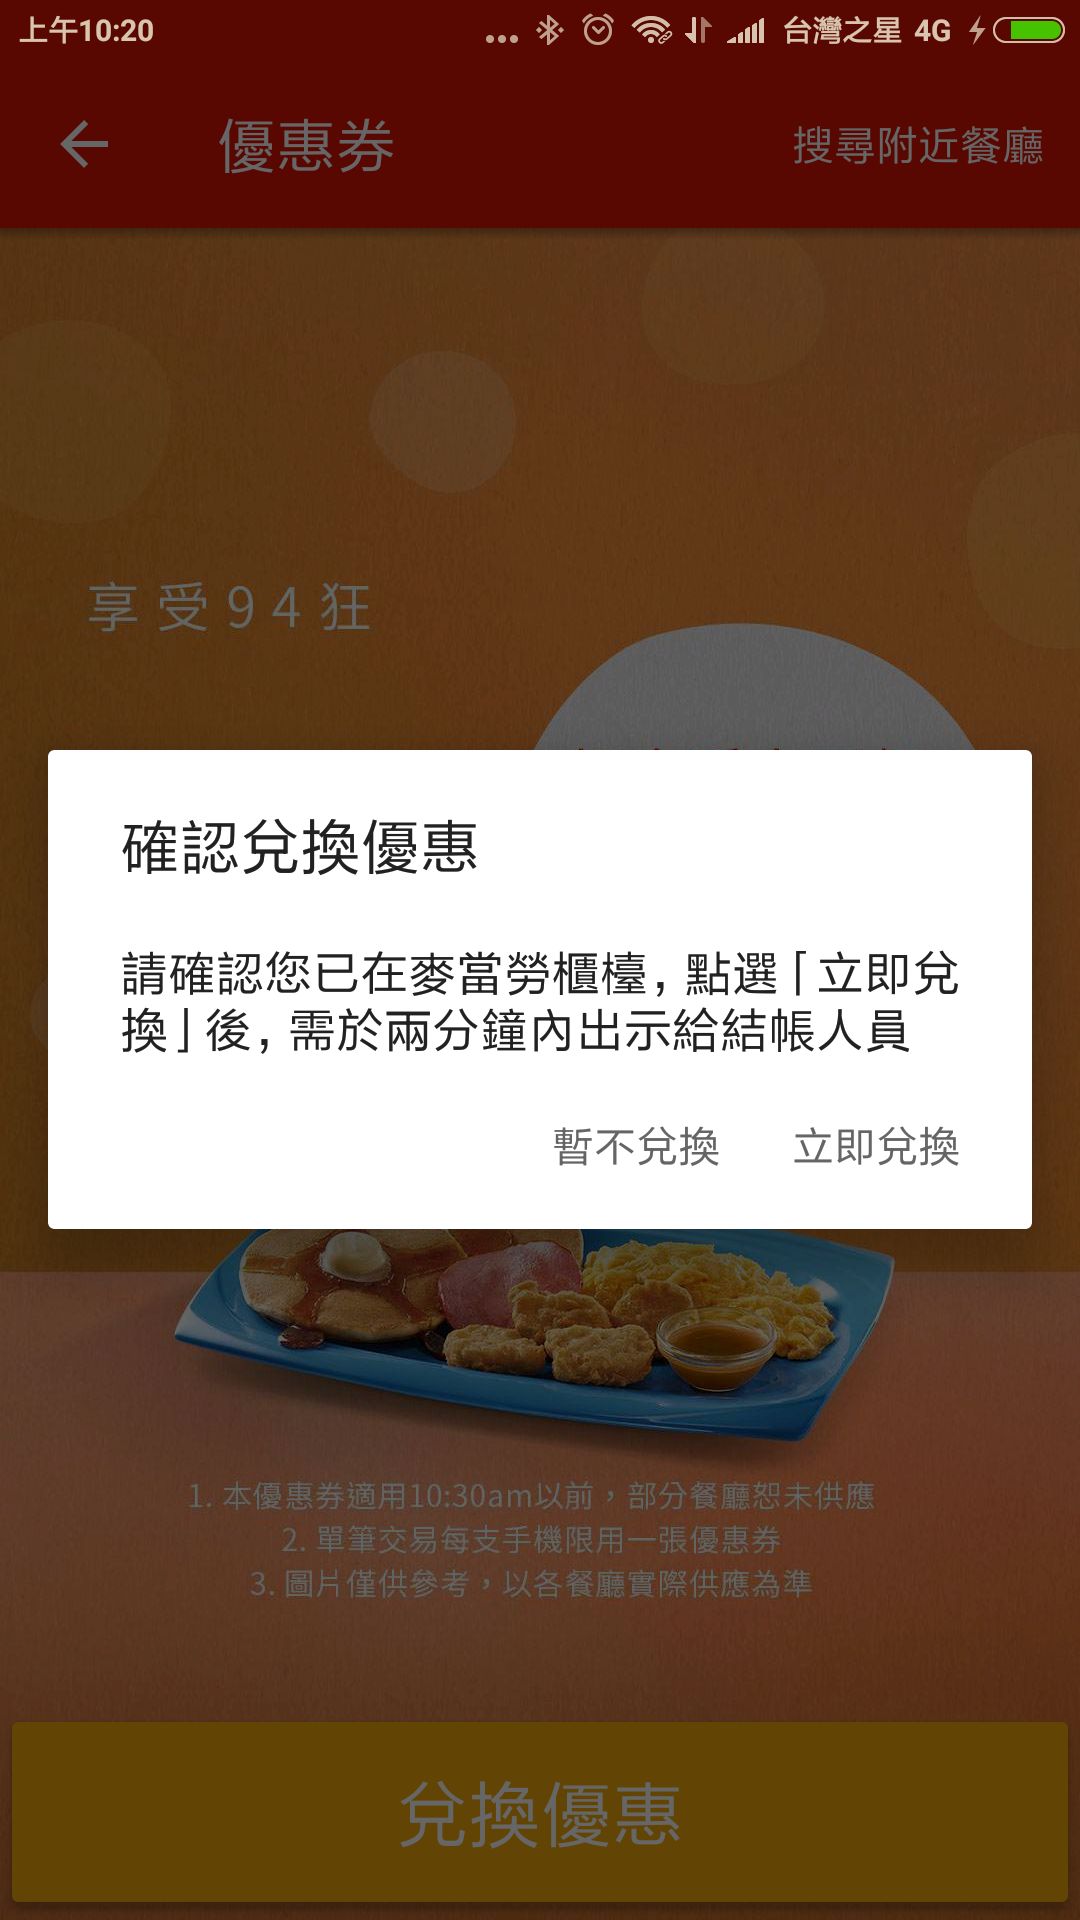 上午10:20
台灣之星 4G
優惠券
搜尋附近餐廳
享受94狂
確認兌換優惠
請確認您已在麥當勞櫃檯，點選「立即兌
換」後，需於兩分鐘內出示給結帳人員
暫不兌換 立即兌換
1. 本優惠券適用10:30am以前，部分餐廳恕未供應
2. 單筆交易每支手機限用一張優惠券
3. 圖片僅供參考，以各餐廳實際供應為準
兌換優惠